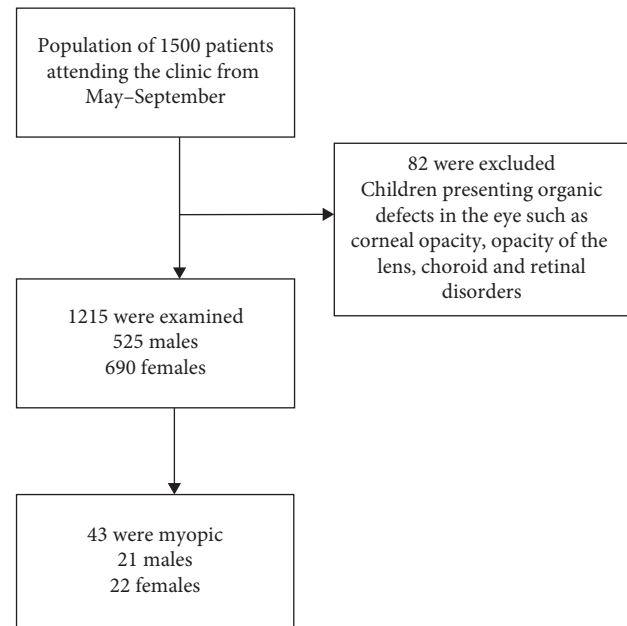 Population of 1500 patients
attending the clinic from
May–September
82 were excluded
Children presenting organic
defects in the eye such as
corneal opacity, opacity of the
lens, choroid and retinal
disorders
1215 were examined
525 males
690 females
43 were myopic
21 males
22 females